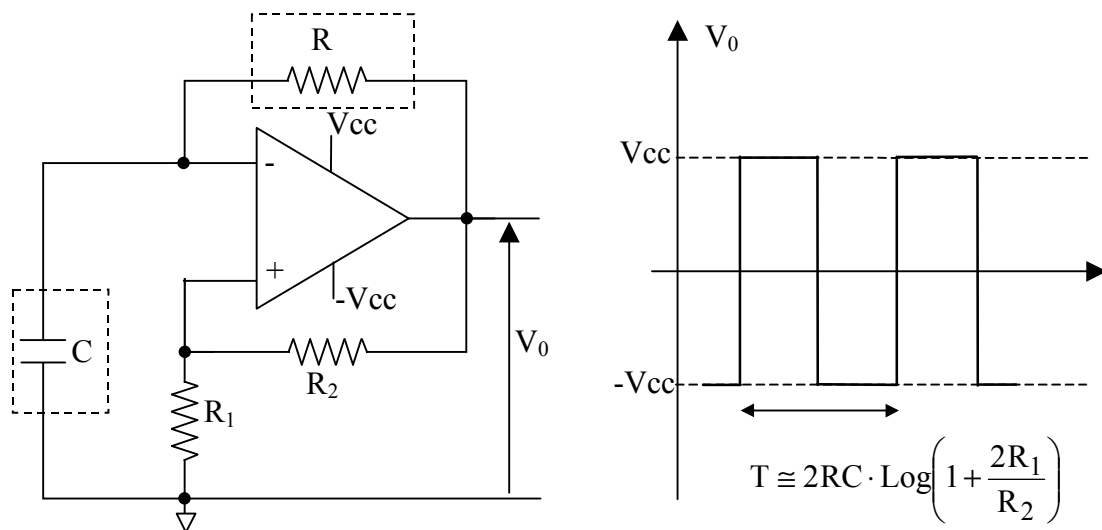 R
Vcc
-
+
-Vcc
C
R₂
R₁
V₀
V₀
Vcc
-Vcc
T ≅ 2RC · Log(1 + 2R₁/R₂)